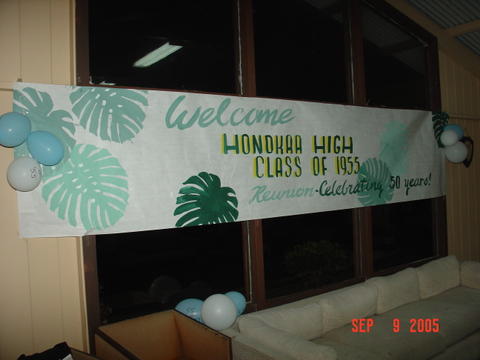 Welcome
HONOKAA HIGH
CLASS OF 1955
Reunion-Celebrating 50 years!
SEP 9 2005